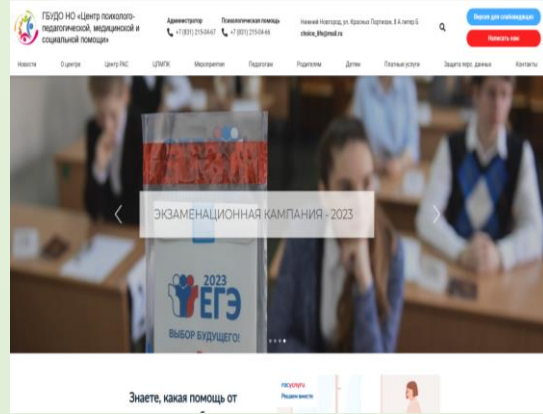 ГБУДО НО «Центр психолого-
педагогической, медицинской и
социальной помощи»
Администратор
+7 (831) 215-04-67
Психологическая помощь
+7 (831) 215-04-66
Нижний Новгород, ул. Красных Партизан, 8 А литер Б
choice_life@mail.ru
Версия для слабовидящих
Написать нам
Новости О центре Центр РАС ЦПМПК Мероприятия Педагогам Родителям Детям Платные услуги Защита перс. данных Контакты
ЭКЗАМЕНАЦИОННАЯ КАМПАНИЯ - 2023
2023
ЕГЭ
ВЫБОР БУДУЩЕГО!
Знаете, какая помощь от
госуслуги
Решаем вместе